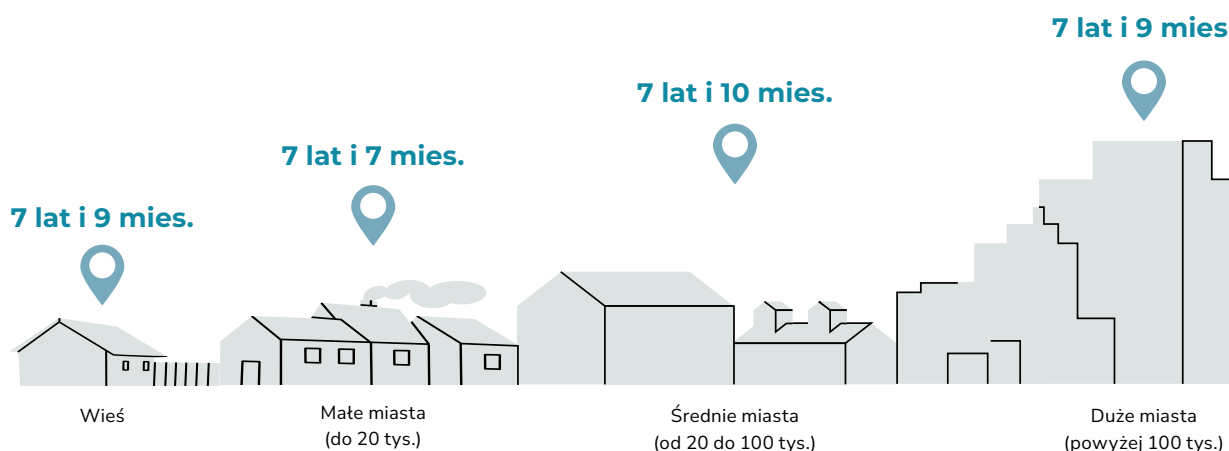 7 lat i 9 mies.
Wieś
7 lat i 7 mies.
Małe miasta
(do 20 tys.)
7 lat i 10 mies.
Średnie miasta
(od 20 do 100 tys.)
7 lat i 9 mies
Duże miasta
(powyżej 100 tys.)